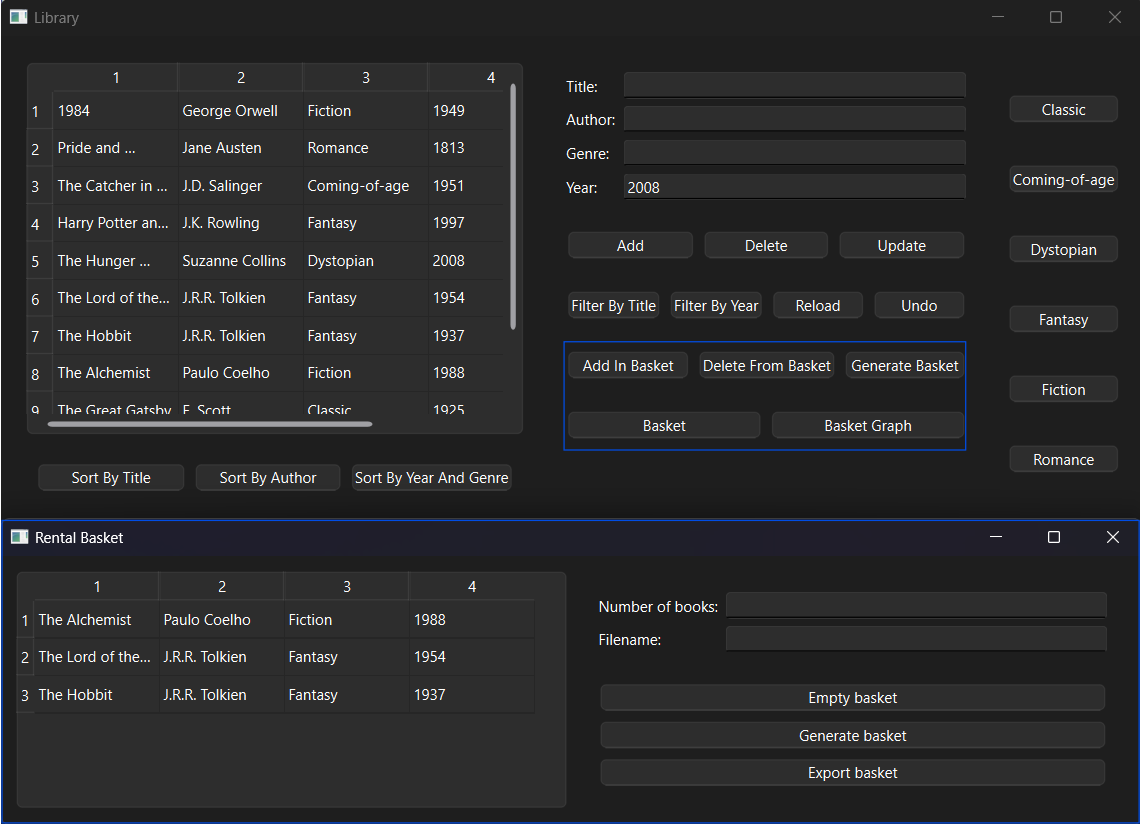 Library
1 2 3 4
1 1984 George Orwell Fiction 1949
2 Pride and ... Jane Austen Romance 1813
3 The Catcher in ... J.D. Salinger Coming-of-age 1951
4 Harry Potter an... J.K. Rowling Fantasy 1997
5 The Hunger ... Suzanne Collins Dystopian 2008
6 The Lord of the... J.R.R. Tolkien Fantasy 1954
7 The Hobbit J.R.R. Tolkien Fantasy 1937
8 The Alchemist Paulo Coelho Fiction 1988
9 The Great Gatsby F. Scott Classic 1925
Sort By Title Sort By Author Sort By Year And Genre
Title:
Author:
Genre:
Year: 2008
Add Delete Update
Filter By Title Filter By Year Reload Undo
Add In Basket Delete From Basket Generate Basket
Basket Basket Graph
Classic
Coming-of-age
Dystopian
Fantasy
Fiction
Romance
Rental Basket
1 2 3 4
1 The Alchemist Paulo Coelho Fiction 1988
2 The Lord of the... J.R.R. Tolkien Fantasy 1954
3 The Hobbit J.R.R. Tolkien Fantasy 1937
Number of books:
Filename:
Empty basket
Generate basket
Export basket